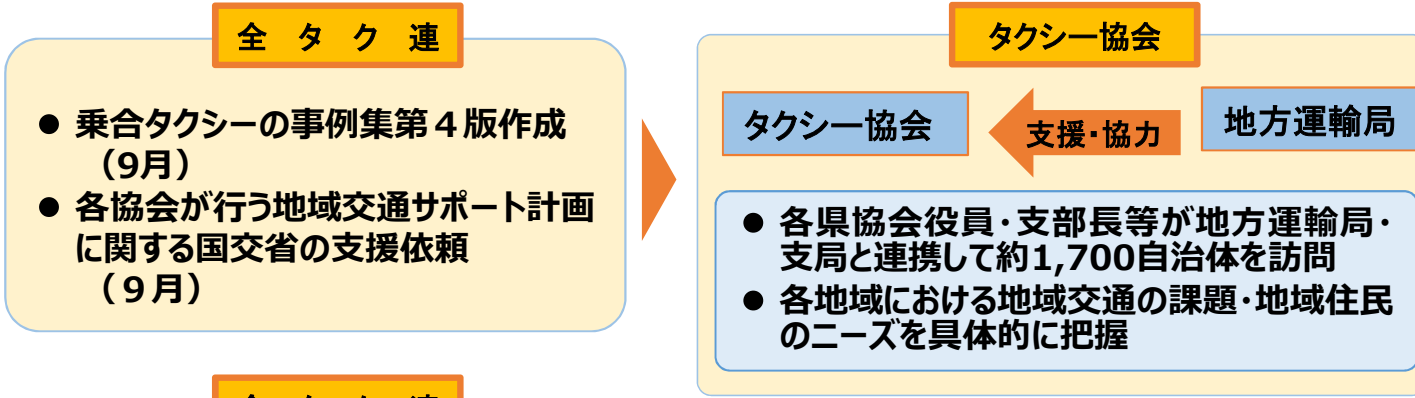 全 タ ク 連
● 乗合タクシーの事例集第４版作成
（9月）
● 各協会が行う地域交通サポート計画
に関する国交省の支援依頼
（９月）
タクシー協会
タクシー協会
支援・協力
地方運輸局
● 各県協会役員・支部長等が地方運輸局・
支局と連携して約1,700自治体を訪問
● 各地域における地域交通の課題・地域住民
のニーズを具体的に把握
全 タ ク 連